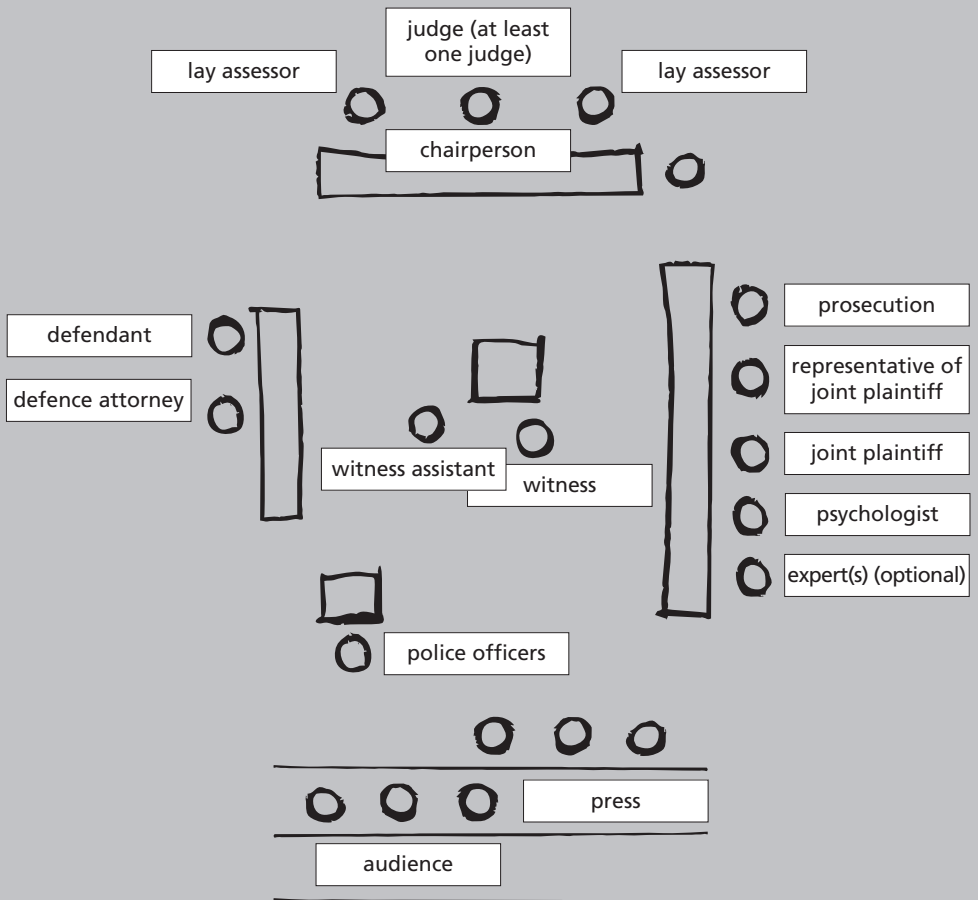 judge (at least
one judge)
lay assessor
lay assessor
chairperson
prosecution
defendant
representative of
joint plaintiff
defence attorney
joint plaintiff
witness assistant
witness
psychologist
expert(s) (optional)
police officers
press
audience